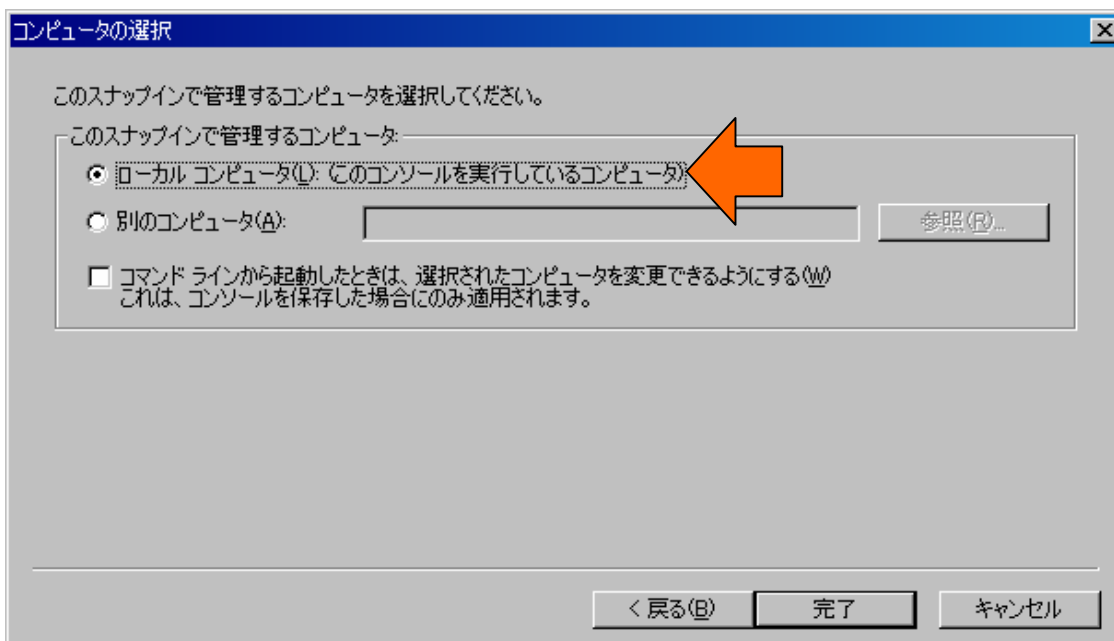 コンピュータの選択
このスナップインで管理するコンピュータを選択してください。
このスナップインで管理するコンピュータ:
ローカル コンピュータ(L): (このコンソールを実行しているコンピュータ)
別のコンピュータ(A):
参照(R)...
コマンド ラインから起動したときは、選択されたコンピュータを変更できるようにする(W)
これは、コンソールを保存した場合にのみ適用されます。
< 戻る(B)
完了
キャンセル